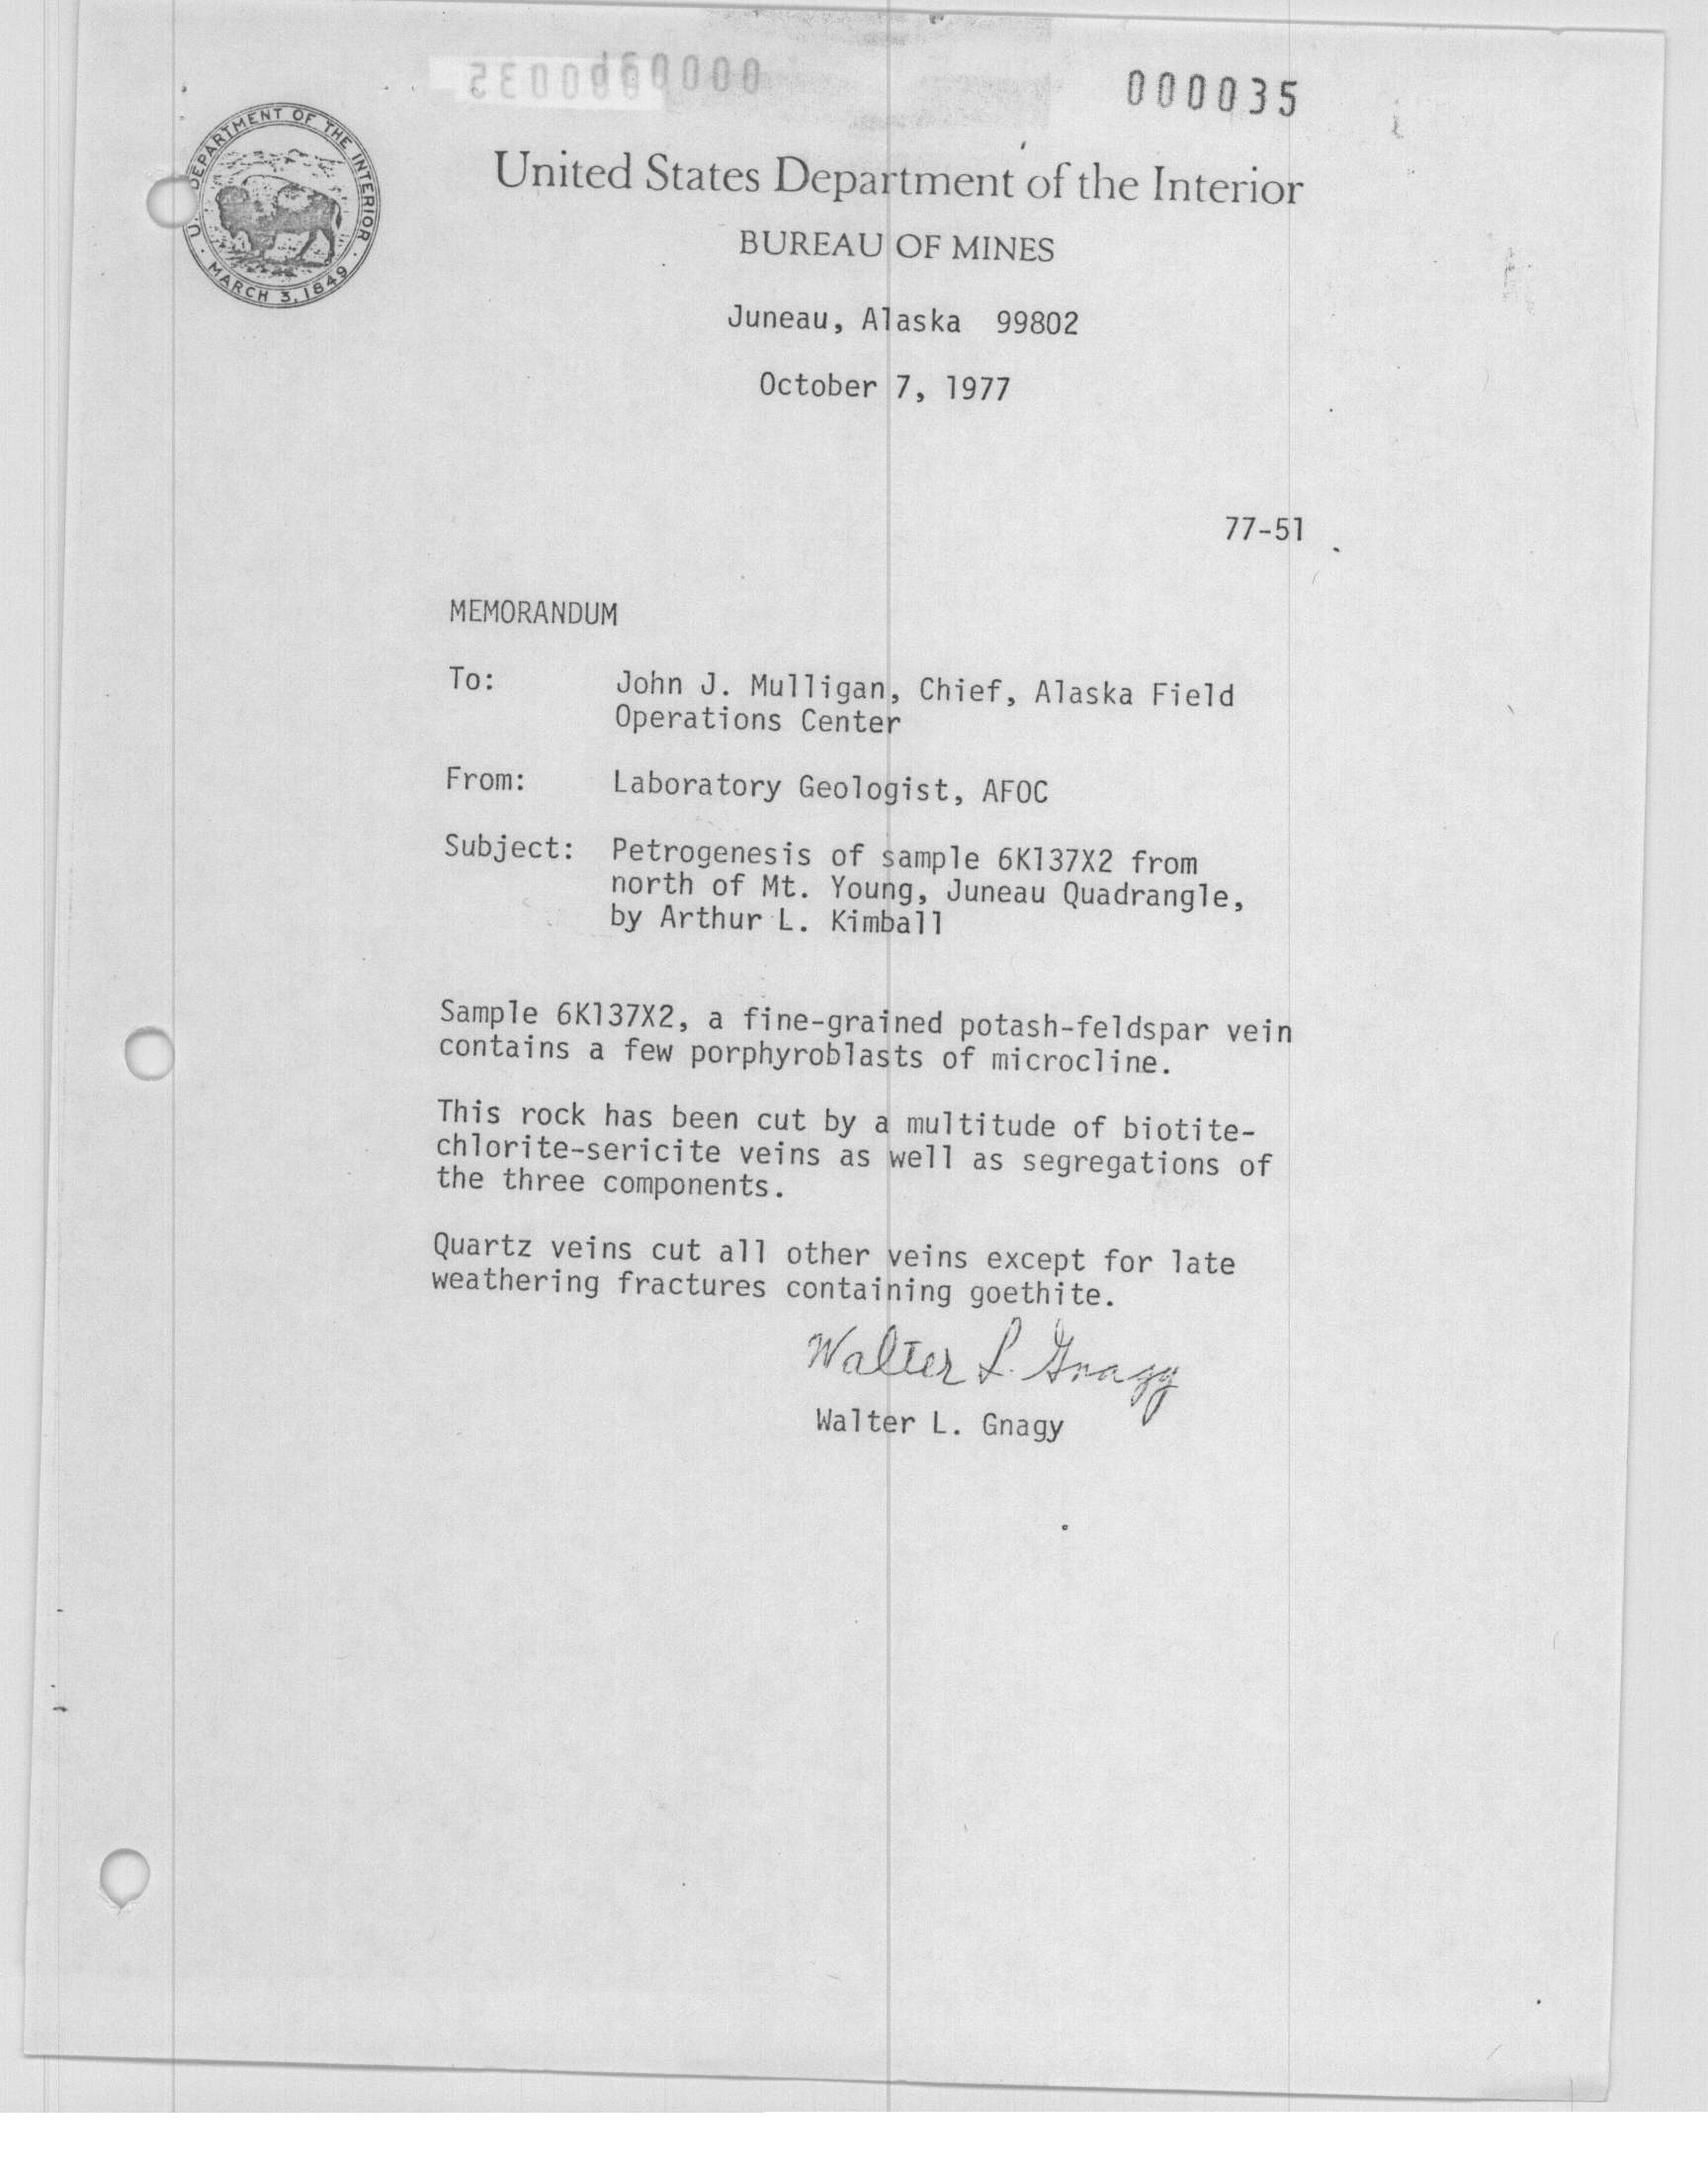 000035
U. S. DEPARTMENT OF THE INTERIOR
MARCH 3, 1849
United States Department of the Interior
BUREAU OF MINES
Juneau, Alaska 99802
October 7, 1977
77-51
MEMORANDUM
To: John J. Mulligan, Chief, Alaska Field
Operations Center
From: Laboratory Geologist, AFOC
Subject: Petrogenesis of sample 6K137X2 from
north of Mt. Young, Juneau Quadrangle,
by Arthur L. Kimball
Sample 6K137X2, a fine-grained potash-feldspar vein
contains a few porphyroblasts of microcline.
This rock has been cut by a multitude of biotite-
chlorite-sericite veins as well as segregations of
the three components.
Quartz veins cut all other veins except for late
weathering fractures containing goethite.
Walter L. Gnagy
Walter L. Gnagy